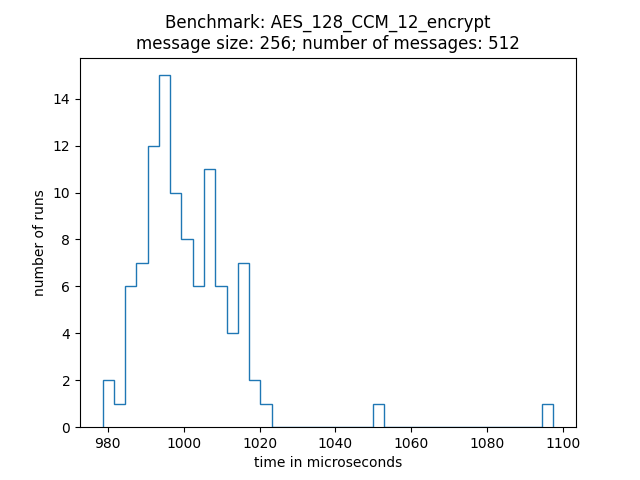 Benchmark: AES_128_CCM_12_encrypt
message size: 256; number of messages: 512
number of runs
14
12
10
8
6
4
2
0
980 1000 1020 1040 1060 1080 1100
time in microseconds